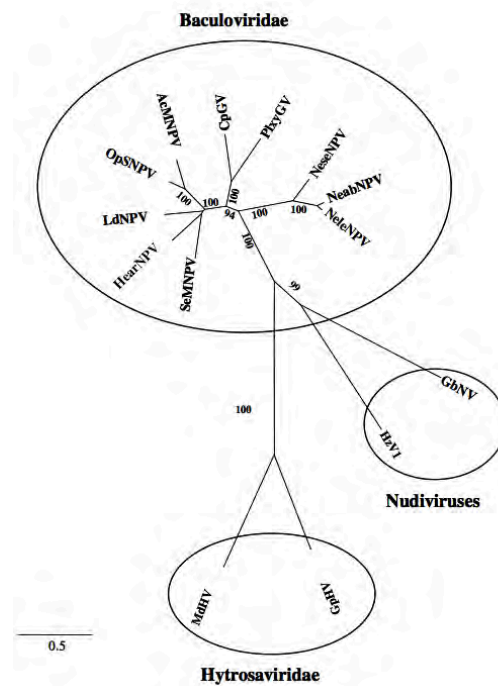 Baculoviridae
AcMNPV
CpGV
PlxyGV
OpSNPV
NeseNPV
NeabNPV
NeleNPV
LdNPV
HearNPV
SeMNPV
100
100
100
94
100
100
100
99
GbNV
HzV1
100
Nudiviruses
MdHV
GpHV
0.5
Hytrosaviridae